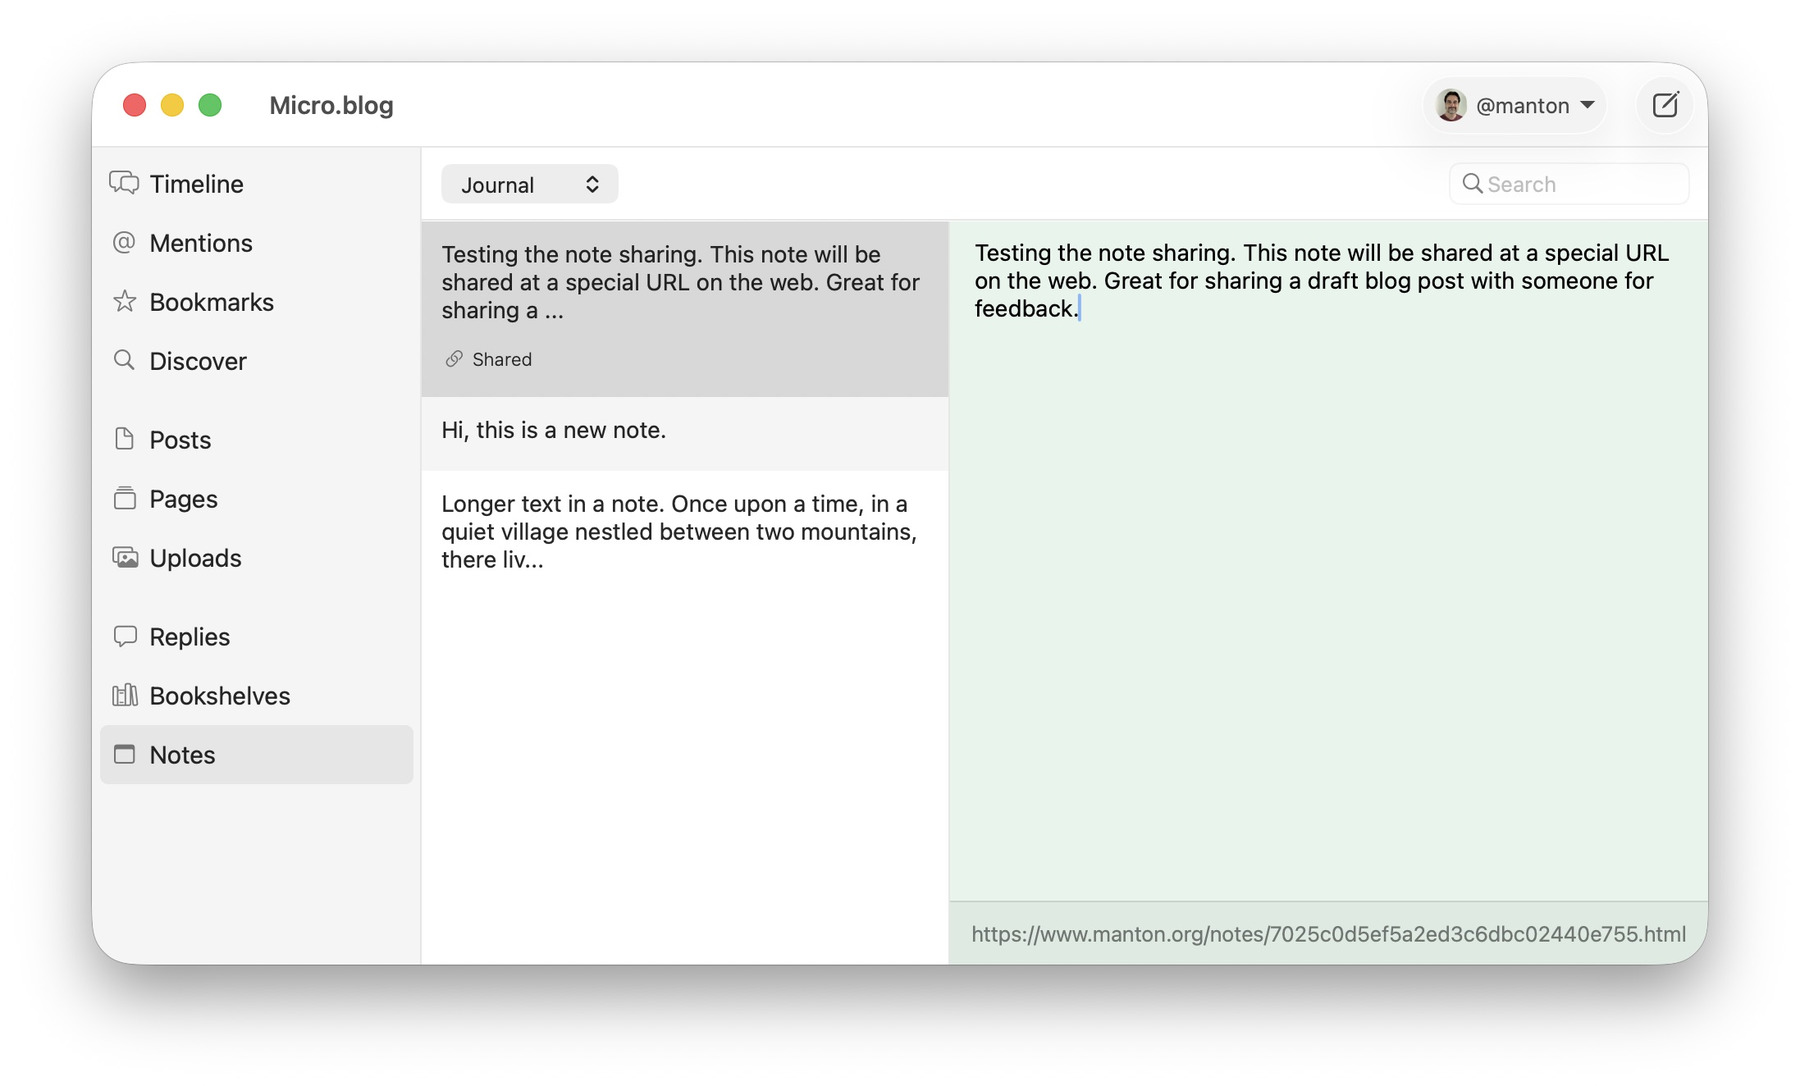 Micro.blog
@manton
Timeline
Mentions
Bookmarks
Discover
Posts
Pages
Uploads
Replies
Bookshelves
Notes
Journal
Search
Testing the note sharing. This note will be
shared at a special URL on the web. Great for
sharing a ...
Shared
Hi, this is a new note.
Longer text in a note. Once upon a time, in a
quiet village nestled between two mountains,
there liv...
Testing the note sharing. This note will be shared at a special URL
on the web. Great for sharing a draft blog post with someone for
feedback.
https://www.manton.org/notes/7025c0d5ef5a2ed3c6dbc02440e755.html